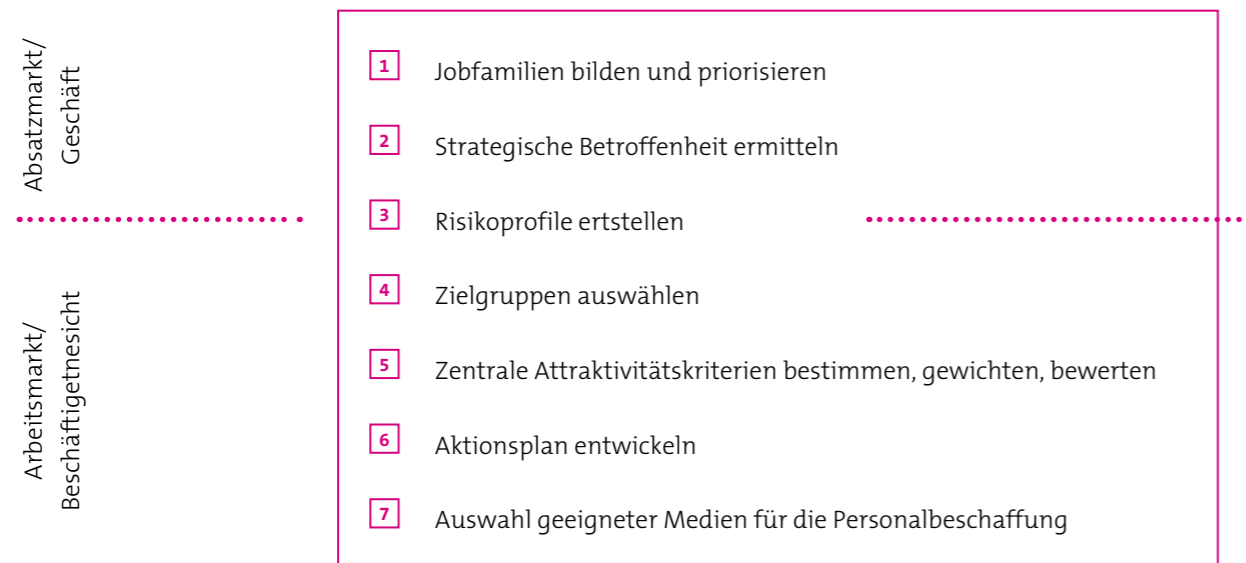 Absatzmarkt/
Geschäft
1 Jobfamilien bilden und priorisieren
2 Strategische Betroffenheit ermitteln
3 Risikoprofile ertstellen
Arbeitsmarkt/
Beschäftigetnesicht
4 Zielgruppen auswählen
5 Zentrale Attraktivitätskriterien bestimmen, gewichten, bewerten
6 Aktionsplan entwickeln
7 Auswahl geeigneter Medien für die Personalbeschaffung